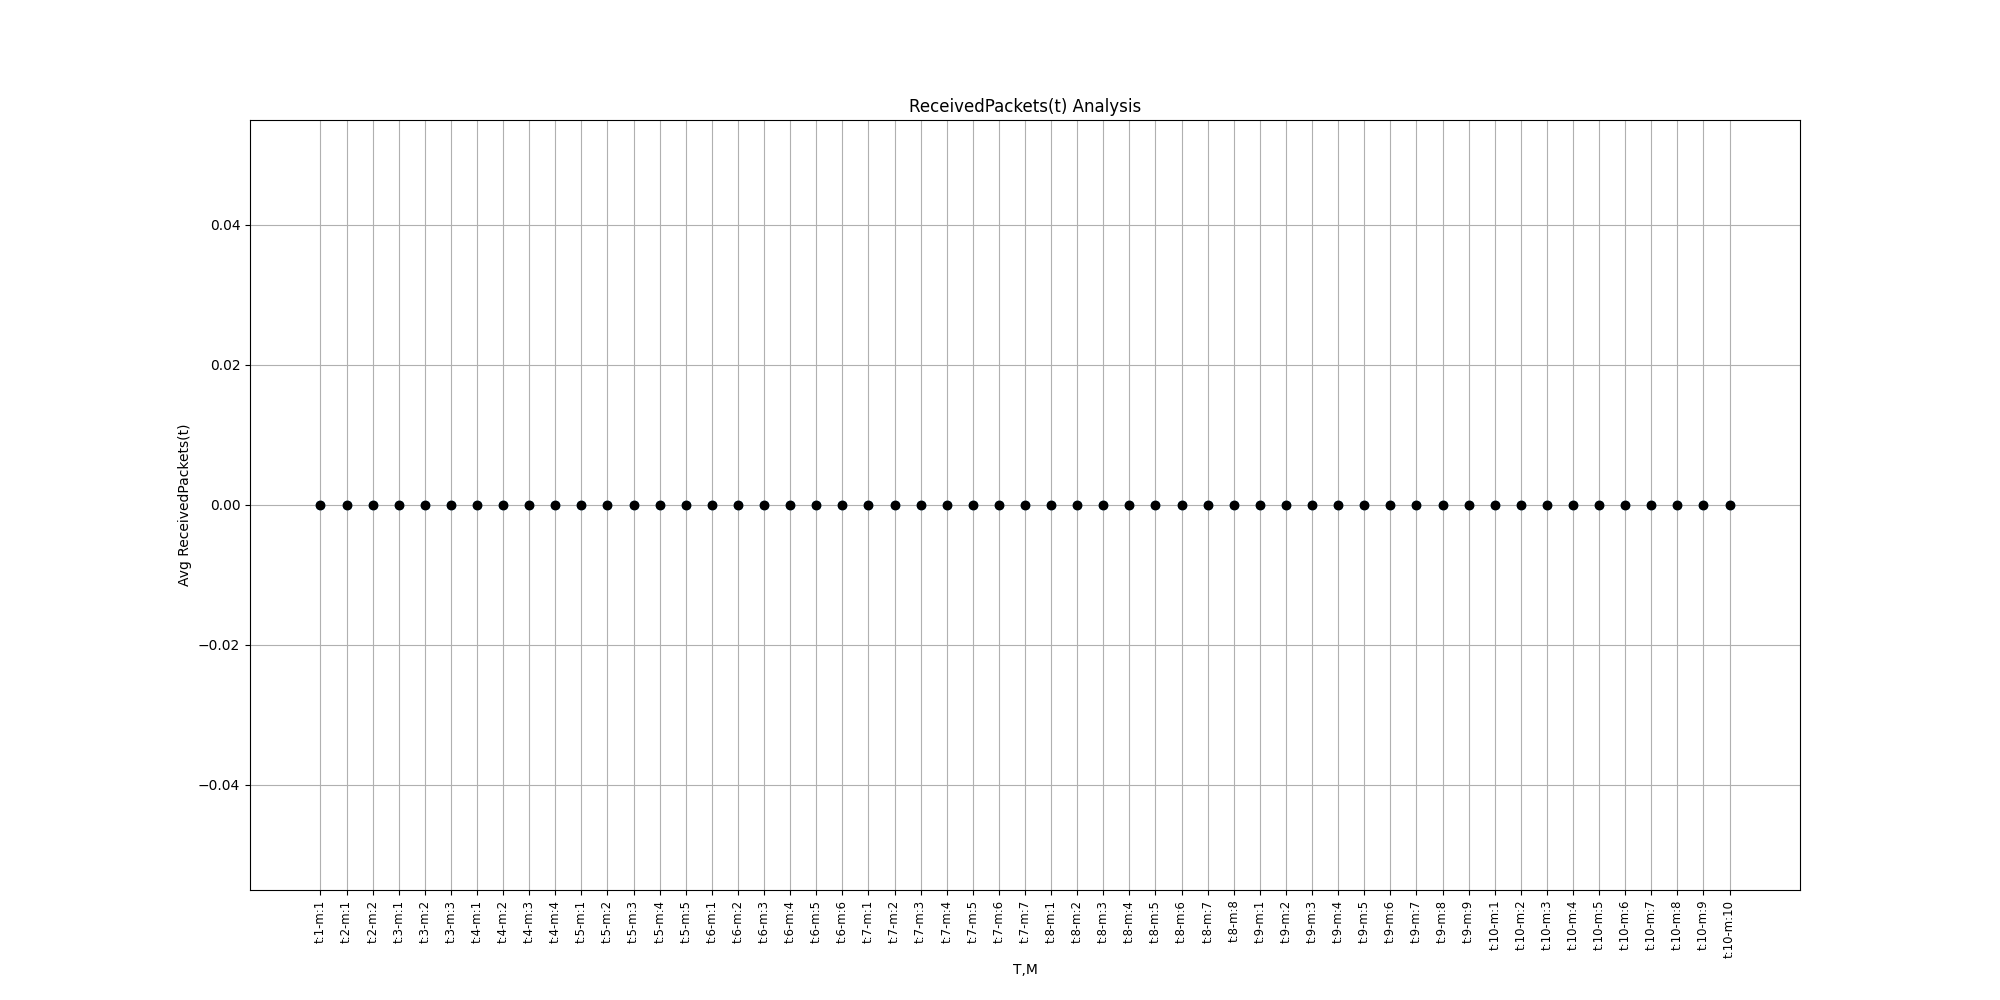 ReceivedPackets(t) Analysis
Avg ReceivedPackets(t)
0.04
0.02
0.00
−0.02
−0.04
t:1-m:1
t:2-m:1
t:2-m:2
t:3-m:1
t:3-m:2
t:3-m:3
t:4-m:1
t:4-m:2
t:4-m:3
t:4-m:4
t:5-m:1
t:5-m:2
t:5-m:3
t:5-m:4
t:5-m:5
t:6-m:1
t:6-m:2
t:6-m:3
t:6-m:4
t:6-m:5
t:6-m:6
t:7-m:1
t:7-m:2
t:7-m:3
t:7-m:4
t:7-m:5
t:7-m:6
t:7-m:7
t:8-m:1
t:8-m:2
t:8-m:3
t:8-m:4
t:8-m:5
t:8-m:6
t:8-m:7
t:8-m:8
t:9-m:1
t:9-m:2
t:9-m:3
t:9-m:4
t:9-m:5
t:9-m:6
t:9-m:7
t:9-m:8
t:9-m:9
t:10-m:1
t:10-m:2
t:10-m:3
t:10-m:4
t:10-m:5
t:10-m:6
t:10-m:7
t:10-m:8
t:10-m:9
t:10-m:10
T,M